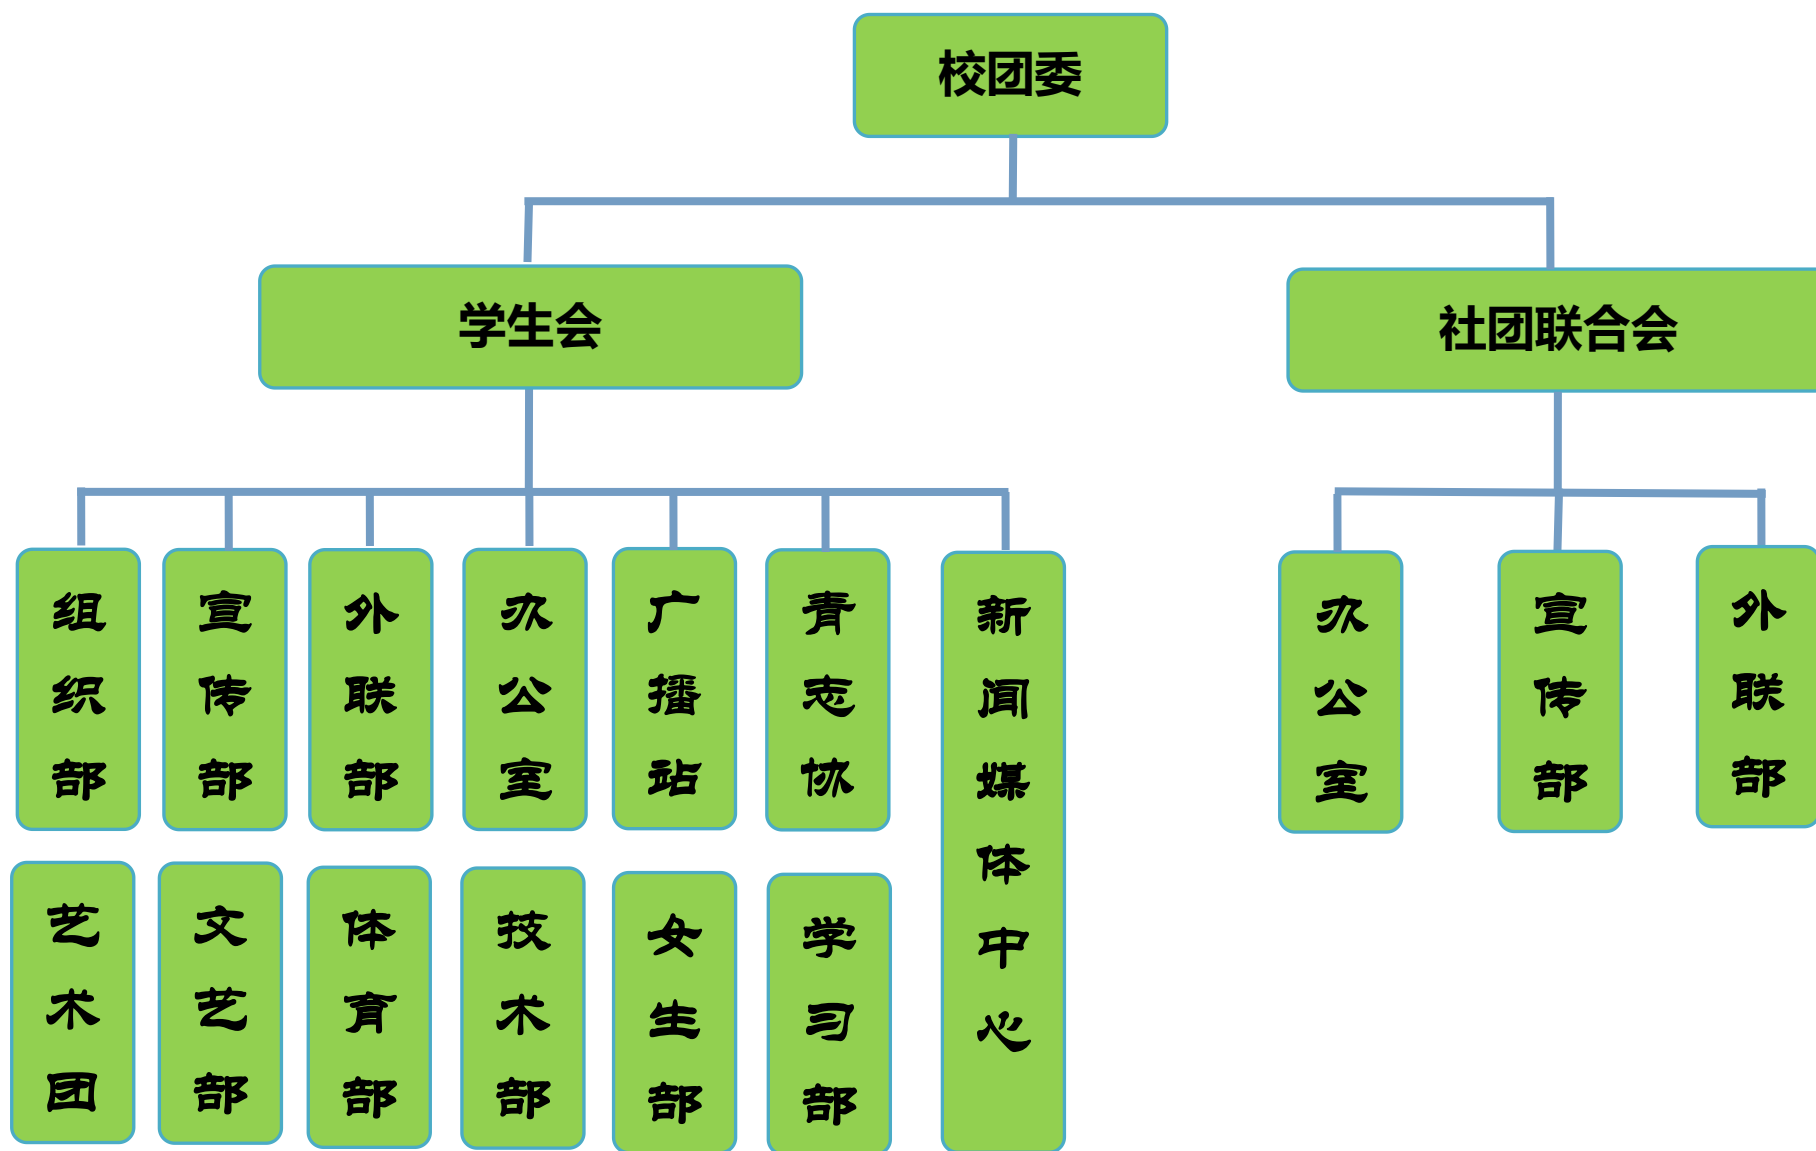 校团委
学生会
社团联合会
组织部
宣传部
外联部
办公室
广播站
青志协
新闻媒体中心
办公室
宣传部
外联部
艺术团
文艺部
体育部
技术部
女生部
学习部